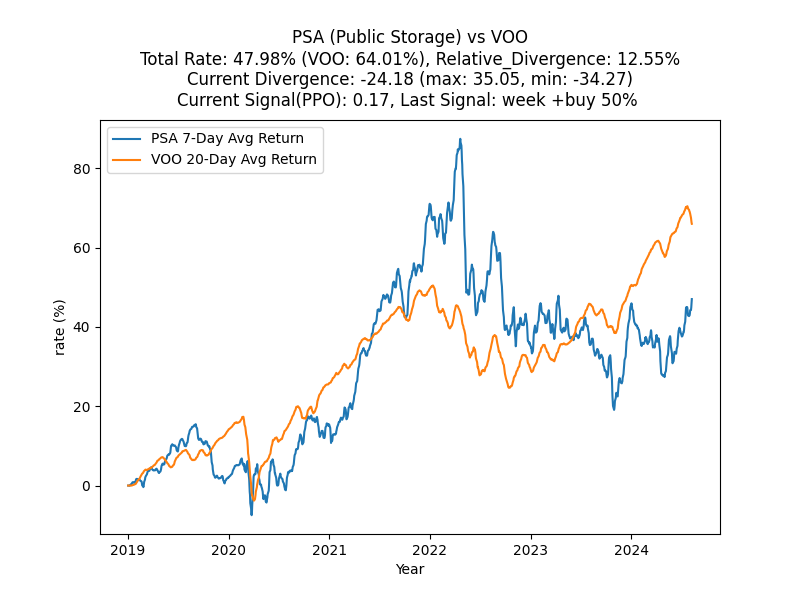 PSA (Public Storage) vs VOO
Total Rate: 47.98% (VOO: 64.01%), Relative_Divergence: 12.55%
Current Divergence: -24.18 (max: 35.05, min: -34.27)
Current Signal(PPO): 0.17, Last Signal: week +buy 50%
PSA 7-Day Avg Return
VOO 20-Day Avg Return
rate (%)
80
60
40
20
0
2019
2020
2021
2022
2023
2024
Year